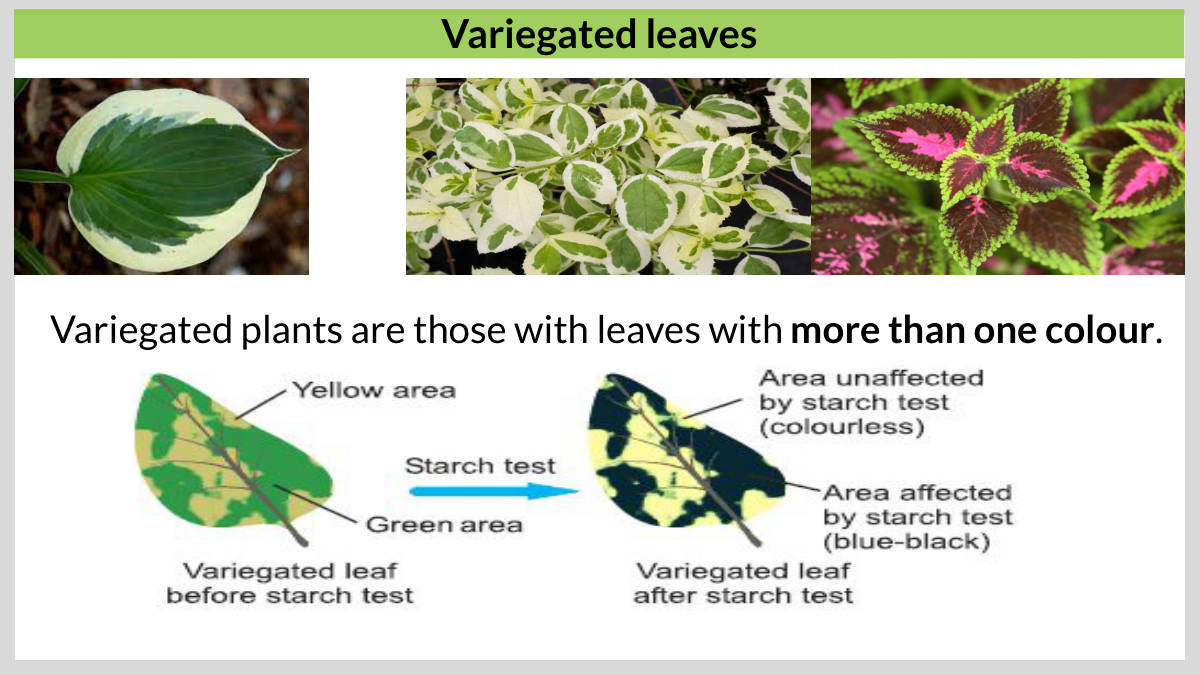 Variegated leaves
Variegated plants are those with leaves with more than one colour.
Yellow area
Green area
Variegated leaf
before starch test
Starch test
Area unaffected
by starch test
(colourless)
Area affected
by starch test
(blue-black)
Variegated leaf
after starch test